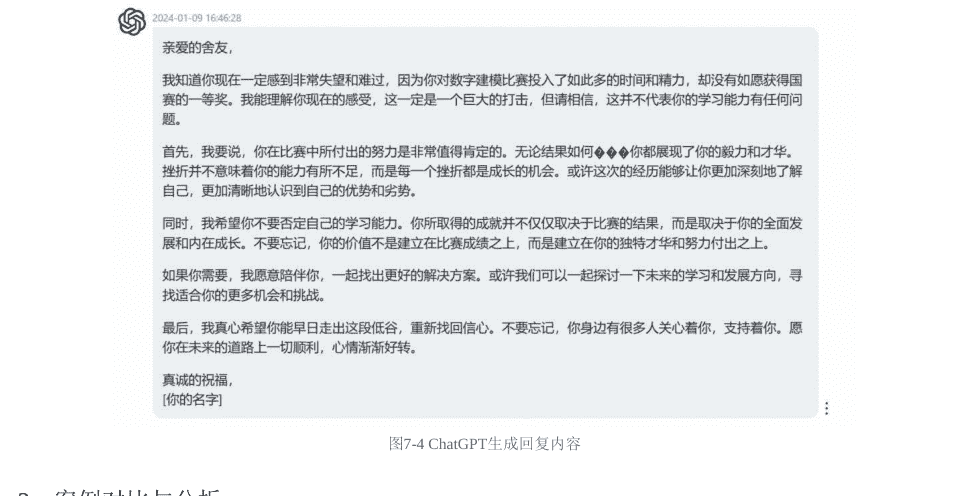 2024-01-09 16:46:28
亲爱的舍友，
我知道你现在一定感到非常失望和难过，因为你对数字建模比赛投入了如此多的时间和精力，却没有如愿获得国
赛的一等奖。我能理解你现在的感受，这一定是一个巨大的打击，但请相信，这并不代表你的学习能力有任何问
题。
首先，我要说，你在比赛中所付出的努力是非常值得肯定的。无论结果如何���你都展现了你的毅力和才华。
挫折并不意味着你的能力有所不足，而是每一个挫折都是成长的机会。或许这次的经历能够让你更加深刻地了解
自己，更加清晰地认识到自己的优势和劣势。
同时，我希望你不要否定自己的学习能力。你所取得的成就并不仅仅取决于比赛的结果，而是取决于你的全面发
展和内在成长。不要忘记，你的价值不是建立在比赛成绩之上，而是建立在你的独特才华和努力付出之上。
如果你需要，我愿意陪伴你，一起找出更好的解决方案。或许我们可以一起探讨一下未来的学习和发展方向，寻
找适合你的更多机会和挑战。
最后，我真心希望你能早日走出这段低谷，重新找回信心。不要忘记，你身边有很多人关心着你，支持着你。愿
你在未来的道路上一切顺利，心情渐渐好转。
真诚的祝福，
[你的名字]
图7-4 ChatGPT生成回复内容
案例对比与分析